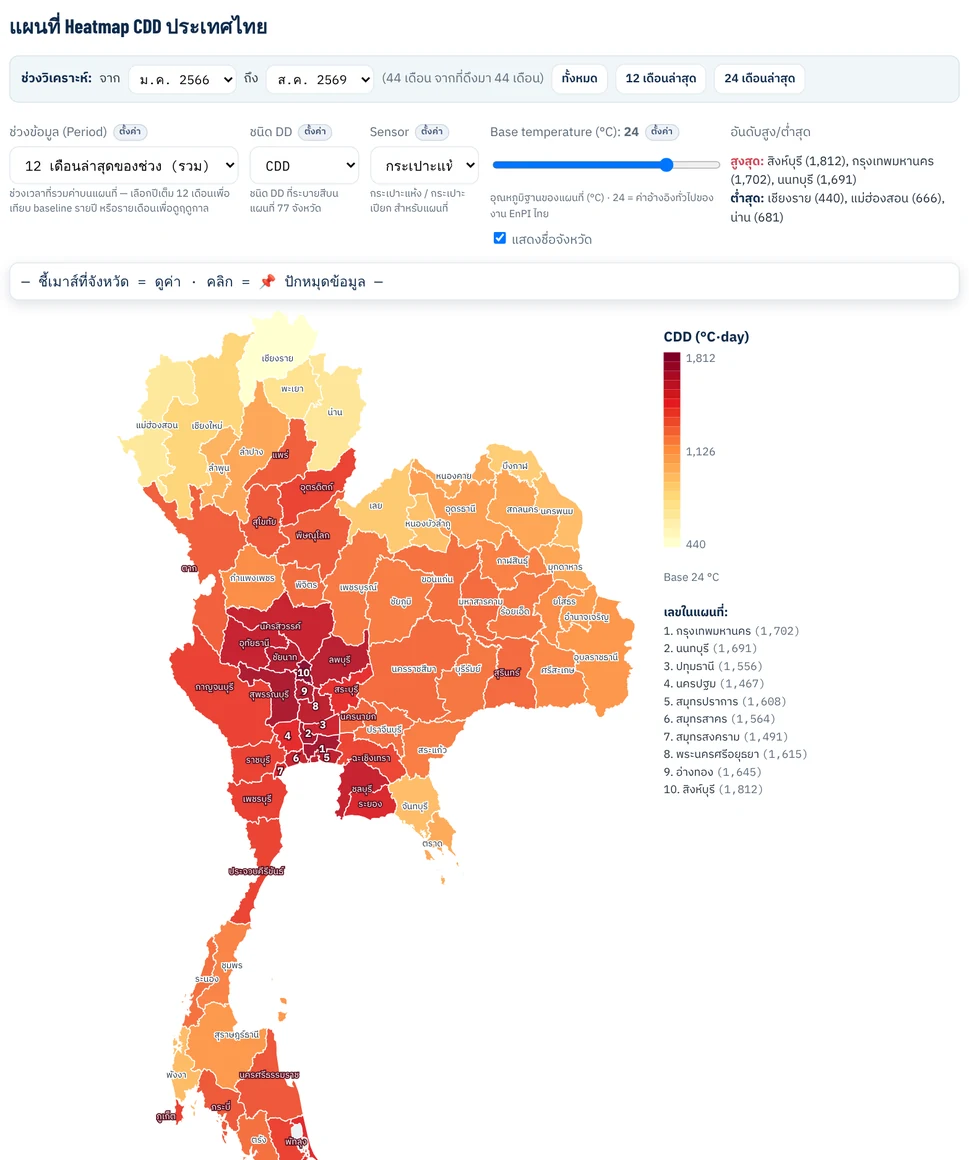 แผนที่ Heatmap CDD ประเทศไทย
ช่วงวิเคราะห์: จาก ม.ค. 2566 ถึง ส.ค. 2569 (44 เดือน จากที่ดึงมา 44 เดือน) ทั้งหมด 12 เดือนล่าสุด 24 เดือนล่าสุด
ช่วงข้อมูล (Period) ตั้งค่า
12 เดือนล่าสุดของช่วง (รวม)
ช่วงเวลาที่รวมค่าบนแผนที่ — เลือกปีเต็ม 12 เดือนเพื่อ
เทียบ baseline รายปี หรือรายเดือนเพื่อดูฤดูกาล
ชนิด DD ตั้งค่า
CDD
ชนิด DD ที่ระบายสีบน
แผนที่ 77 จังหวัด
Sensor ตั้งค่า
กระเปาะแห้
กระเปาะแห้ง / กระเปาะ
เปียก สำหรับแผนที่
Base temperature (°C): 24 ตั้งค่า
อุณหภูมิฐานของแผนที่ (°C) · 24 = ค่าอ้างอิงทั่วไปของ
งาน EnPI ไทย
แสดงชื่อจังหวัด
อันดับสูง/ต่ำสุด
สูงสุด: สิงห์บุรี (1,812), กรุงเทพมหานคร
(1,702), นนทบุรี (1,691)
ต่ำสุด: เชียงราย (440), แม่ฮ่องสอน (666),
น่าน (681)
— ชี้เมาส์ที่จังหวัด = ดูค่า · คลิก = 📌 ปักหมุดข้อมูล —
เชียงราย
พะเยา
น่าน
แม่ฮ่องสอน
เชียงใหม่
ลำปาง
แพร่
ลำพูน
อุตรดิตถ์
บึงกาฬ
หนองคาย
เลย
อุดรธานี
สกลนคร
นครพนม
หนองบัวลำภู
สุโขทัย
พิษณุโลก
ตาก
กำแพงเพชร
พิจิตร
เพชรบูรณ์
ขอนแก่น
กาฬสินธุ์
มุกดาหาร
ชัยภูมิ
มหาสารคาม
ร้อยเอ็ด
ยโสธร
อำนาจเจริญ
นครสวรรค์
อุทัยธานี
ชัยนาท
ลพบุรี
นครราชสีมา
บุรีรัมย์
สุรินทร์
ศรีสะเกษ
อุบลราชธานี
กาญจนบุรี
สุพรรณบุรี
10
9
8
สระบุรี
นครนายก
3
ปราจีนบุรี
4
2
1
5
6
7
สระแก้ว
ราชบุรี
ฉะเชิงเทรา
เพชรบุรี
ชลบุรี
ระยอง
จันทบุรี
ตราด
ประจวบคีรีขันธ์
ชุมพร
ระนอง
สุราษฎร์ธานี
พังงา
นครศรีธรรมราช
กระบี่
ภูเก็ต
ตรัง
พัทลุง
CDD (°C·day)
1,812
1,126
440
Base 24 °C
เลขในแผนที่:
1. กรุงเทพมหานคร (1,702)
2. นนทบุรี (1,691)
3. ปทุมธานี (1,556)
4. นครปฐม (1,467)
5. สมุทรปราการ (1,608)
6. สมุทรสาคร (1,564)
7. สมุทรสงคราม (1,491)
8. พระนครศรีอยุธยา (1,615)
9. อ่างทอง (1,645)
10. สิงห์บุรี (1,812)